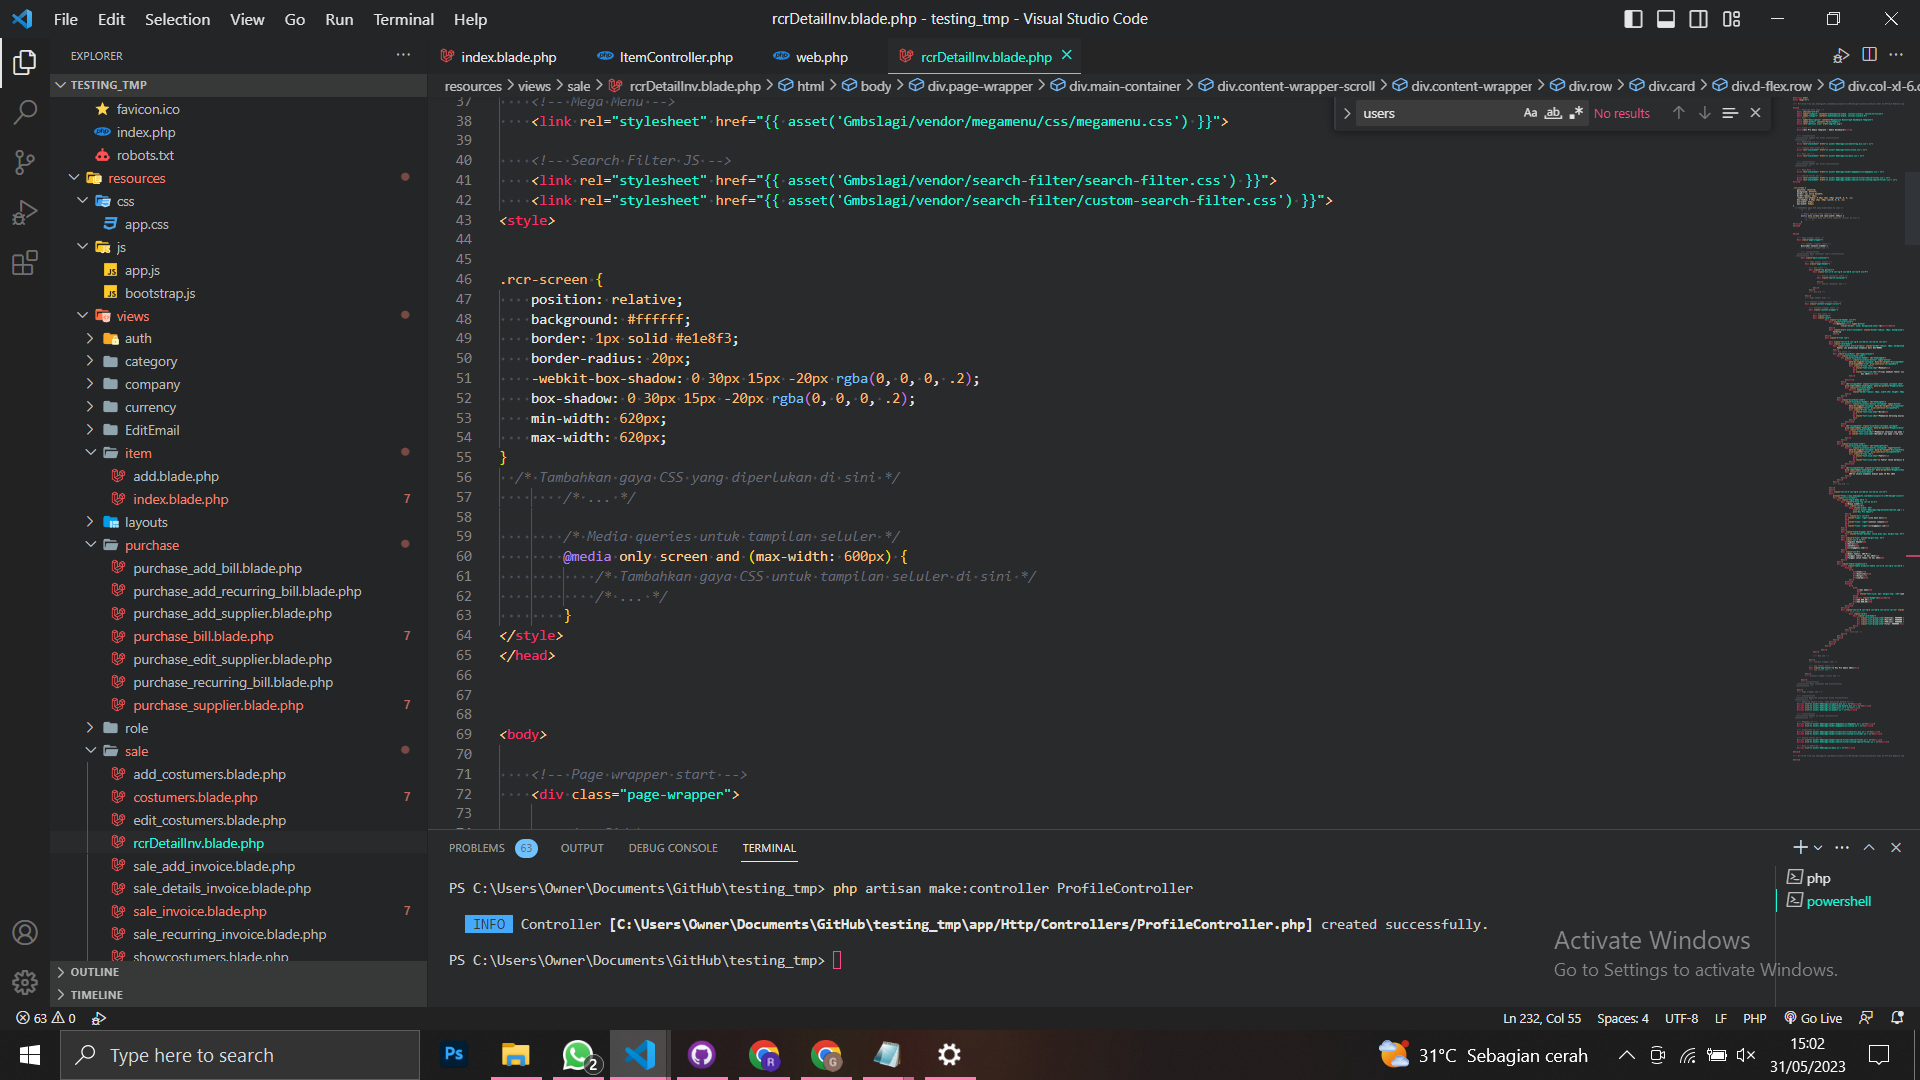 File Edit Selection View Go Run Terminal Help
rcrDetailInv.blade.php - testing_tmp - Visual Studio Code
EXPLORER
TESTING_TMP
favicon.ico
index.php
robots.txt
resources
css
app.css
js
app.js
bootstrap.js
views
auth
category
company
currency
EditEmail
item
add.blade.php
index.blade.php 7
layouts
purchase
purchase_add_bill.blade.php
purchase_add_recurring_bill.blade.php
purchase_add_supplier.blade.php
purchase_bill.blade.php 7
purchase_edit_supplier.blade.php
purchase_recurring_bill.blade.php
purchase_supplier.blade.php 7
role
sale
add_costumers.blade.php
costumers.blade.php 7
edit_costumers.blade.php
rcrDetailInv.blade.php
sale_add_invoice.blade.php
sale_details_invoice.blade.php
sale_invoice.blade.php 7
sale_recurring_invoice.blade.php
showcostumers.blade.php
OUTLINE
TIMELINE
index.blade.php ItemController.php web.php rcrDetailInv.blade.php
resources > views > sale > rcrDetailInv.blade.php > html > body > div.page-wrapper > div.main-container > div.content-wrapper-scroll > div.content-wrapper > div.row > div.card > div.d-flex.row > div.col-xl-6.c
users Aa ab .* No results
37 <!-- Mega Menu -->
38 <link rel="stylesheet" href="{{ asset('Gmbslagi/vendor/megamenu/css/megamenu.css') }}">
39
40 <!-- Search Filter JS -->
41 <link rel="stylesheet" href="{{ asset('Gmbslagi/vendor/search-filter/search-filter.css') }}">
42 <link rel="stylesheet" href="{{ asset('Gmbslagi/vendor/search-filter/custom-search-filter.css') }}">
43 <style>
44
45
46 .rcr-screen {
47 position: relative;
48 background: #ffffff;
49 border: 1px solid #e1e8f3;
50 border-radius: 20px;
51 -webkit-box-shadow: 0 30px 15px -20px rgba(0, 0, 0, .2);
52 box-shadow: 0 30px 15px -20px rgba(0, 0, 0, .2);
53 min-width: 620px;
54 max-width: 620px;
55 }
56 /* Tambahkan gaya CSS yang diperlukan di sini */
57 /* ... */
58
59 /* Media queries untuk tampilan seluler */
60 @media only screen and (max-width: 600px) {
61 /* Tambahkan gaya CSS untuk tampilan seluler di sini */
62 /* ... */
63 }
64 </style>
65 </head>
66
67
68
69 <body>
70
71 <!-- Page wrapper start -->
72 <div class="page-wrapper">
73
PROBLEMS 63 OUTPUT DEBUG CONSOLE TERMINAL
PS C:\Users\Owner\Documents\GitHub\testing_tmp> php artisan make:controller ProfileController
INFO Controller [C:\Users\Owner\Documents\GitHub\testing_tmp\app/Http/Controllers/ProfileController.php] created successfully.
PS C:\Users\Owner\Documents\GitHub\testing_tmp>
php
powershell
Activate Windows
Go to Settings to activate Windows.
63 0
Ln 232, Col 55 Spaces: 4 UTF-8 LF PHP Go Live
Type here to search
Ps
2
R
G
31°C Sebagian cerah
15:02
31/05/2023